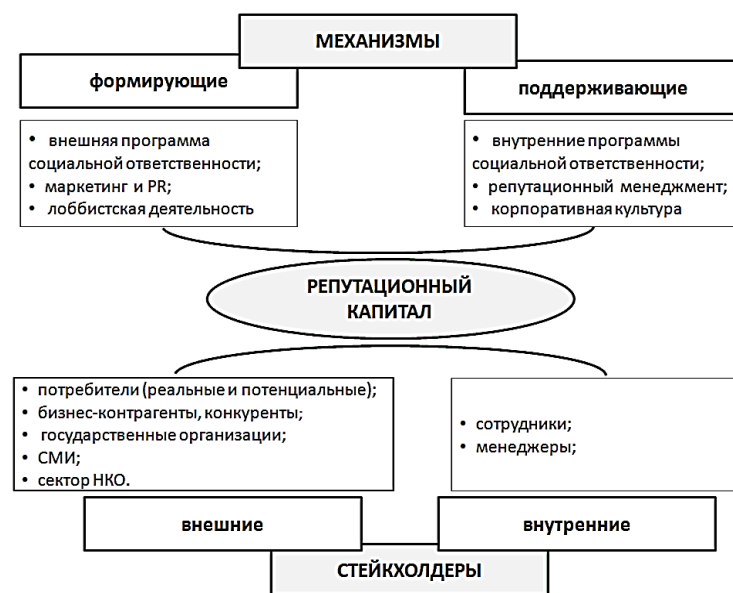 МЕХАНИЗМЫ
формирующие
поддерживающие
• внешняя программа
социальной ответственности;
• маркетинг и PR;
• лоббистская деятельность
• внутренние программы
социальной ответственности;
• репутационный менеджмент;
• корпоративная культура
РЕПУТАЦИОННЫЙ
КАПИТАЛ
• потребители (реальные и потенциальные);
• бизнес-контрагенты, конкуренты;
• государственные организации;
• СМИ;
• сектор НКО.
• сотрудники;
• менеджеры;
внешние
внутренние
СТЕЙКХОЛДЕРЫ